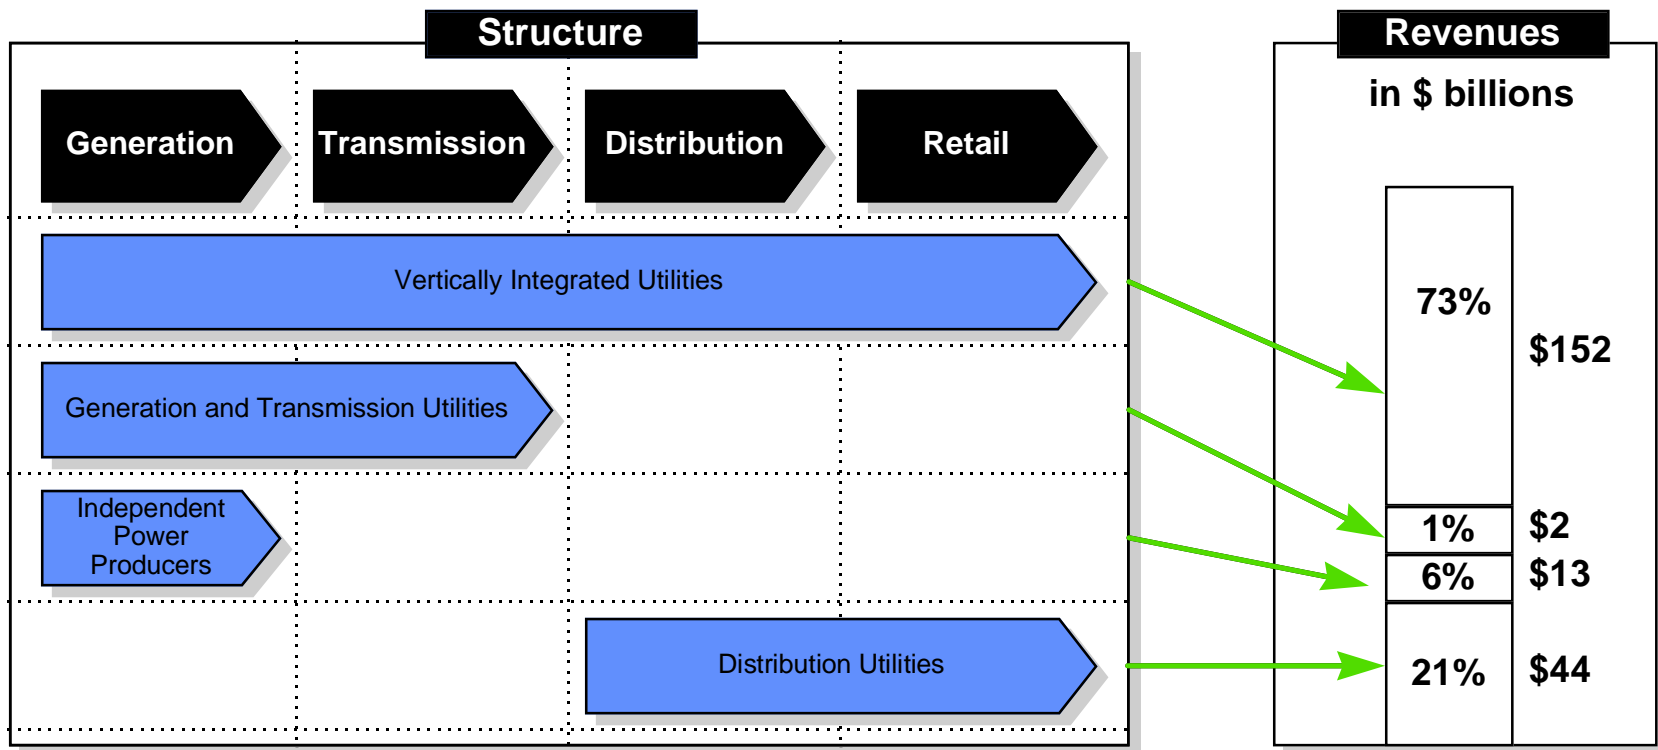 Structure
Revenues
in $ billions
Generation
Transmission
Distribution
Retail
Vertically Integrated Utilities
73%
$152
Generation and Transmission Utilities
1%
$2
Independent
Power
Producers
6%
$13
Distribution Utilities
21%
$44